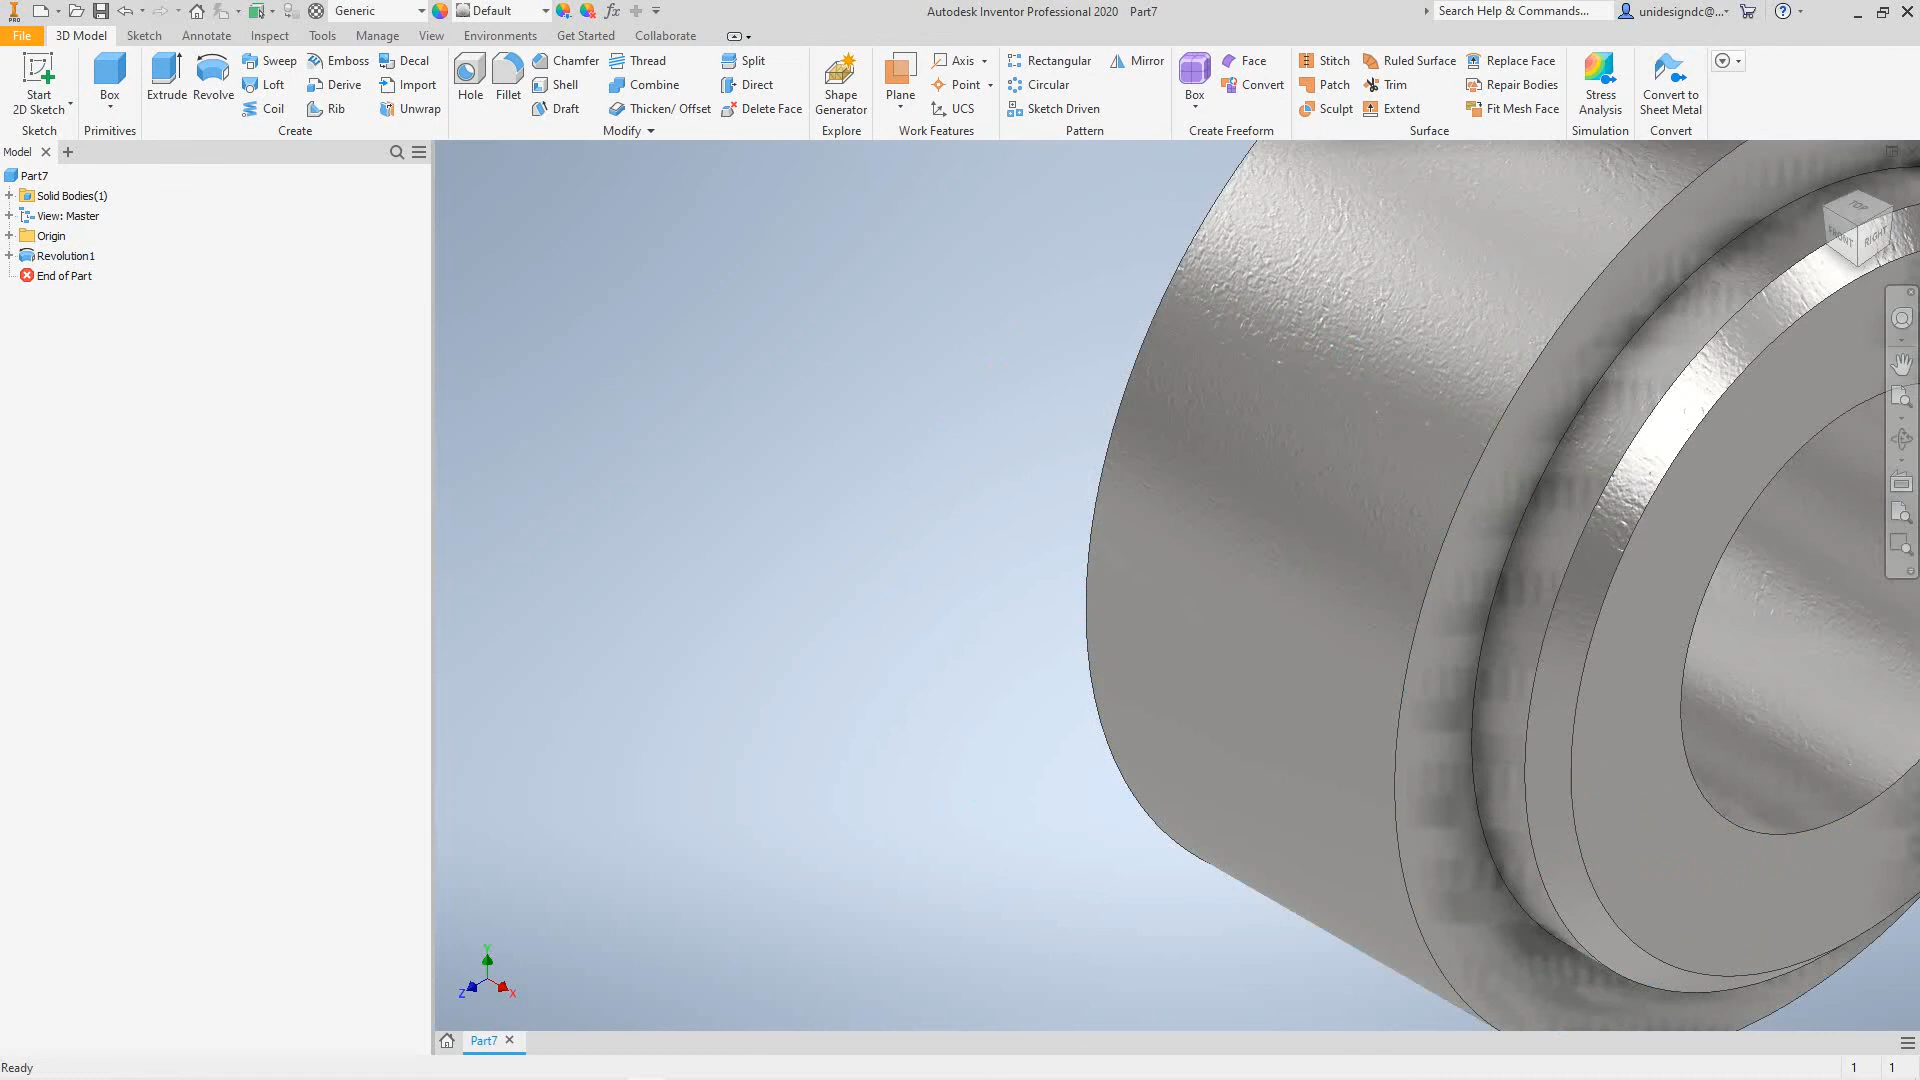 PRO Generic Default fx Autodesk Inventor Professional 2020 Part7 Search Help & Commands... unidesigndc@...
File 3D Model Sketch Annotate Inspect Tools Manage View Environments Get Started Collaborate
Start 2D Sketch
Sketch
Box
Primitives
Extrude Revolve Sweep Emboss Decal
Loft Derive Import
Coil Rib Unwrap
Create
Hole Fillet Chamfer Thread Split
Shell Combine Direct
Draft Thicken/ Offset Delete Face
Modify
Shape Generator
Explore
Plane Axis
Point
UCS
Work Features
Rectangular Mirror
Circular
Sketch Driven
Pattern
Box Face
Convert
Create Freeform
Stitch Ruled Surface Replace Face
Patch Trim Repair Bodies
Sculpt Extend Fit Mesh Face
Surface
Stress Analysis
Simulation
Convert to Sheet Metal
Convert
Model
Part7
Solid Bodies(1)
View: Master
Origin
Revolution1
End of Part
TOP
FRONT RIGHT
Y
Z X
Part7
Ready 1 1